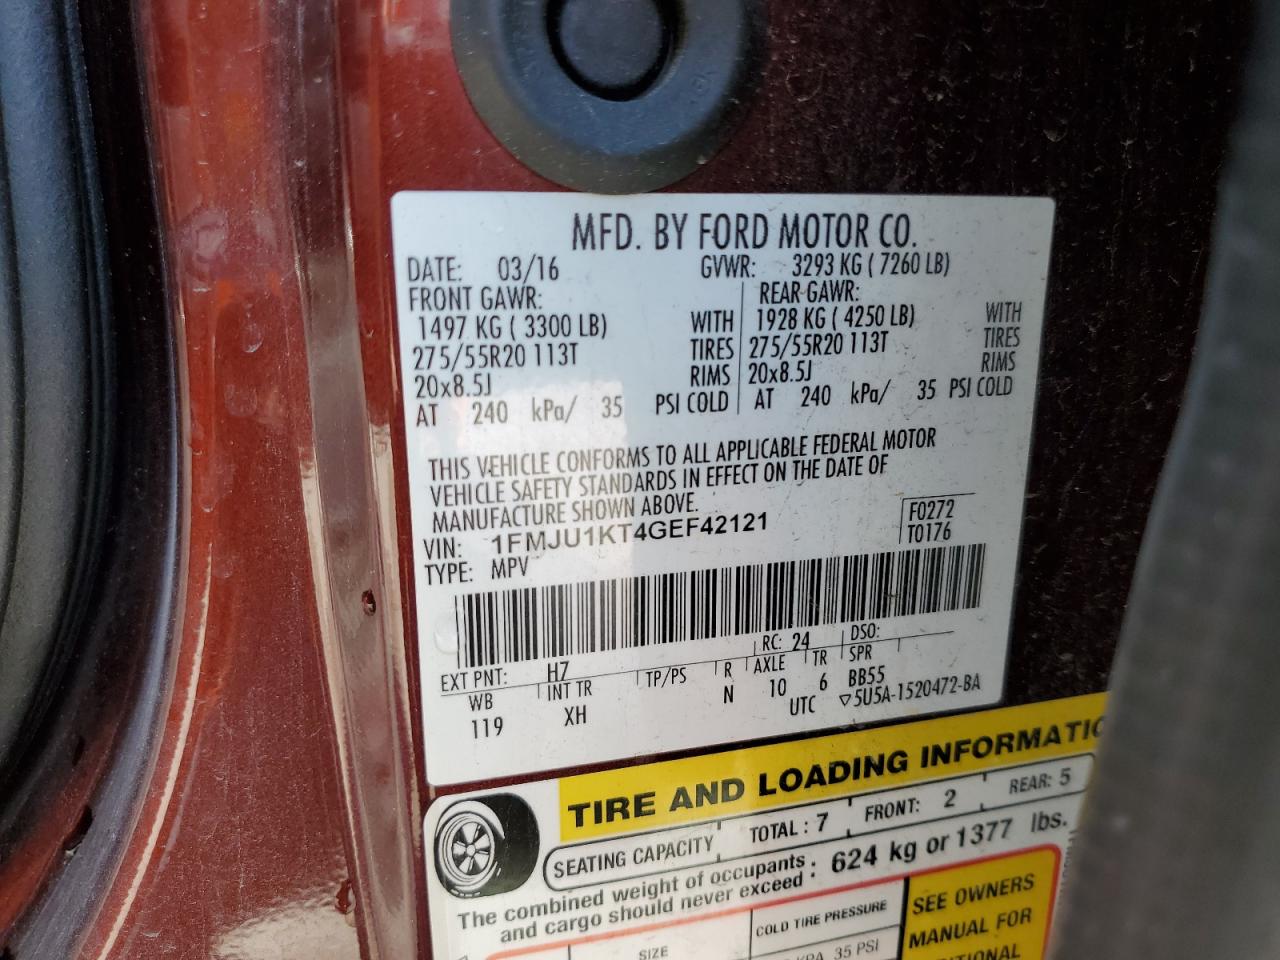 MFD. BY FORD MOTOR CO.
DATE: 03/16 GVWR: 3293 KG ( 7260 LB)
FRONT GAWR: REAR GAWR:
1497 KG ( 3300 LB) WITH 1928 KG ( 4250 LB) WITH
275/55R20 113T TIRES 275/55R20 113T TIRES
20x8.5J RIMS 20x8.5J RIMS
AT 240 kPa/ 35 PSI COLD AT 240 kPa/ 35 PSI COLD
THIS VEHICLE CONFORMS TO ALL APPLICABLE FEDERAL MOTOR
VEHICLE SAFETY STANDARDS IN EFFECT ON THE DATE OF
MANUFACTURE SHOWN ABOVE.
VIN: 1FMJU1KT4GEF42121 F0272
TYPE: MPV T0176
EXT PNT: H7 RC: 24 DSO:
WB INT TR TP/PS R AXLE TR SPR
119 XH N 10 6 BB55
UTC ▽5U5A-1520472-BA
TIRE AND LOADING INFORMATIO
SEATING CAPACITY TOTAL : 7 FRONT: 2 REAR: 5
The combined weight of occupants : 624 kg or 1377 lbs.
and cargo should never exceed :
SIZE COLD TIRE PRESSURE SEE OWNERS
KPA, 35 PSI MANUAL FOR